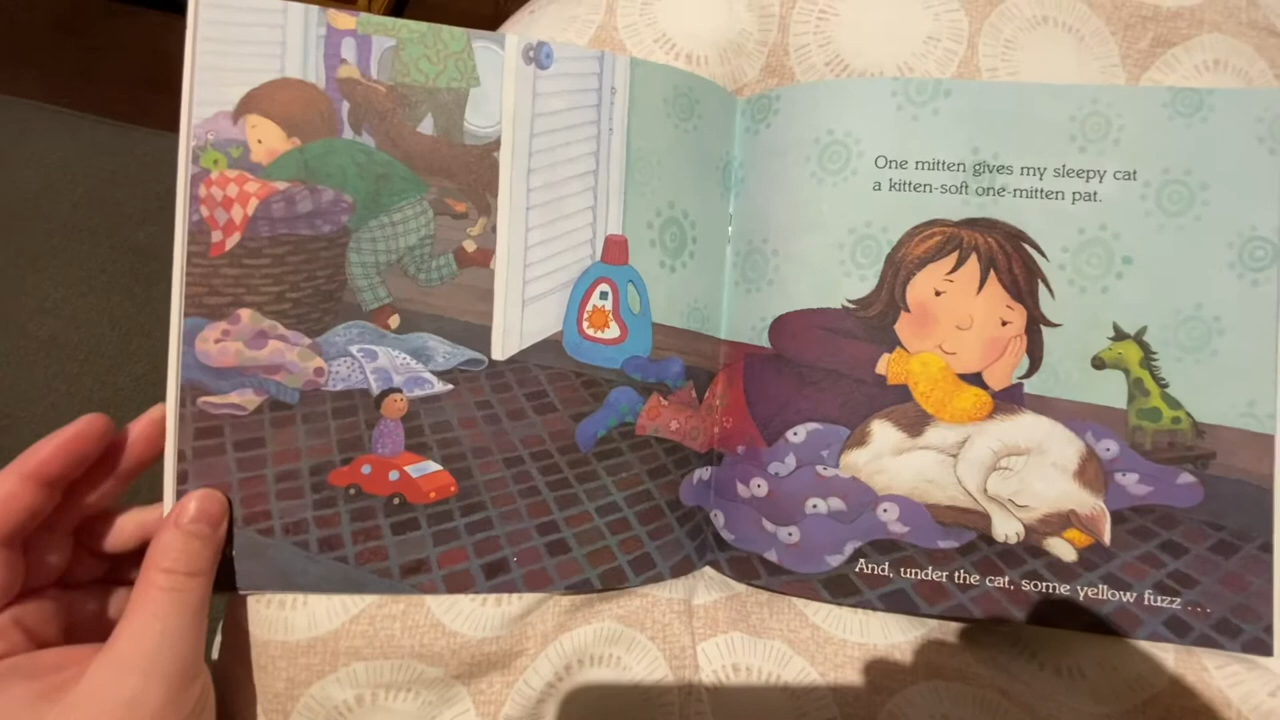 One mitten gives my sleepy cat
a kitten-soft one-mitten pat.
And, under the cat, some yellow fuzz . . .